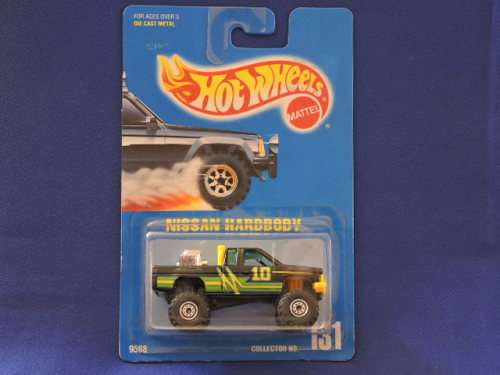 FOR AGES OVER 3
DIE CAST METAL
HOT WHEELS
MATTEL
NISSAN HARDBODY
10
9588
COLLECTOR NO. 131